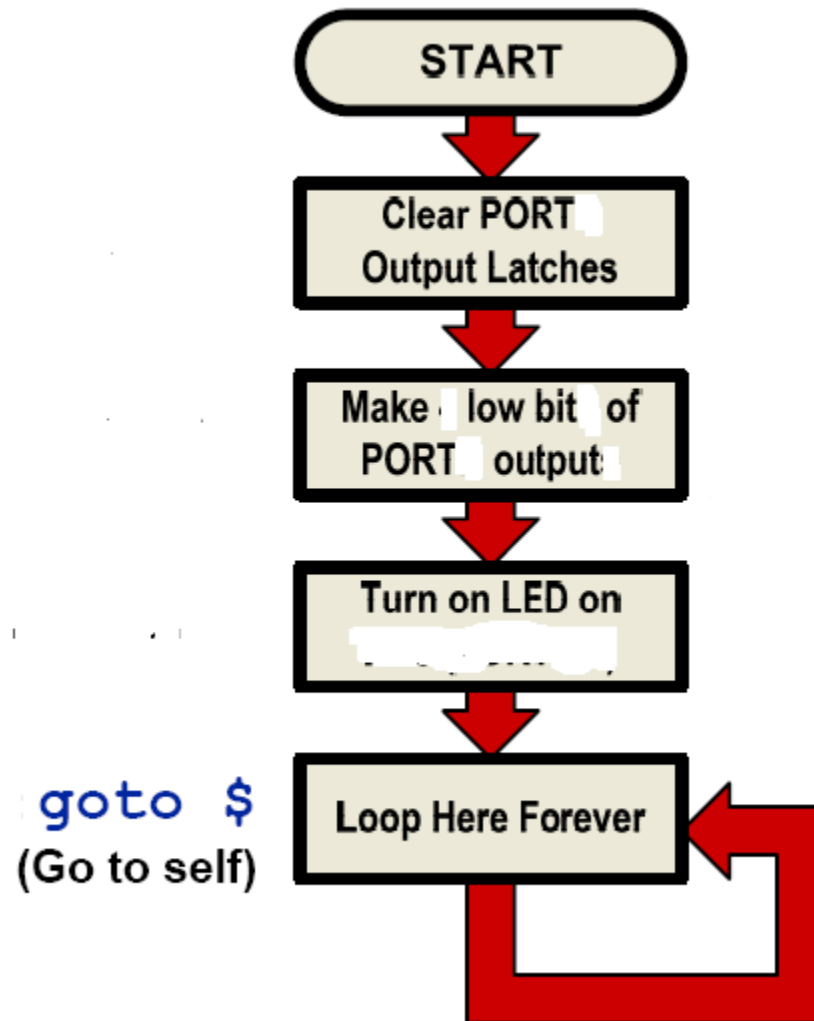 START
Clear PORT
Output Latches
Make low bit of
PORT output
Turn on LED on
goto $
(Go to self)
Loop Here Forever